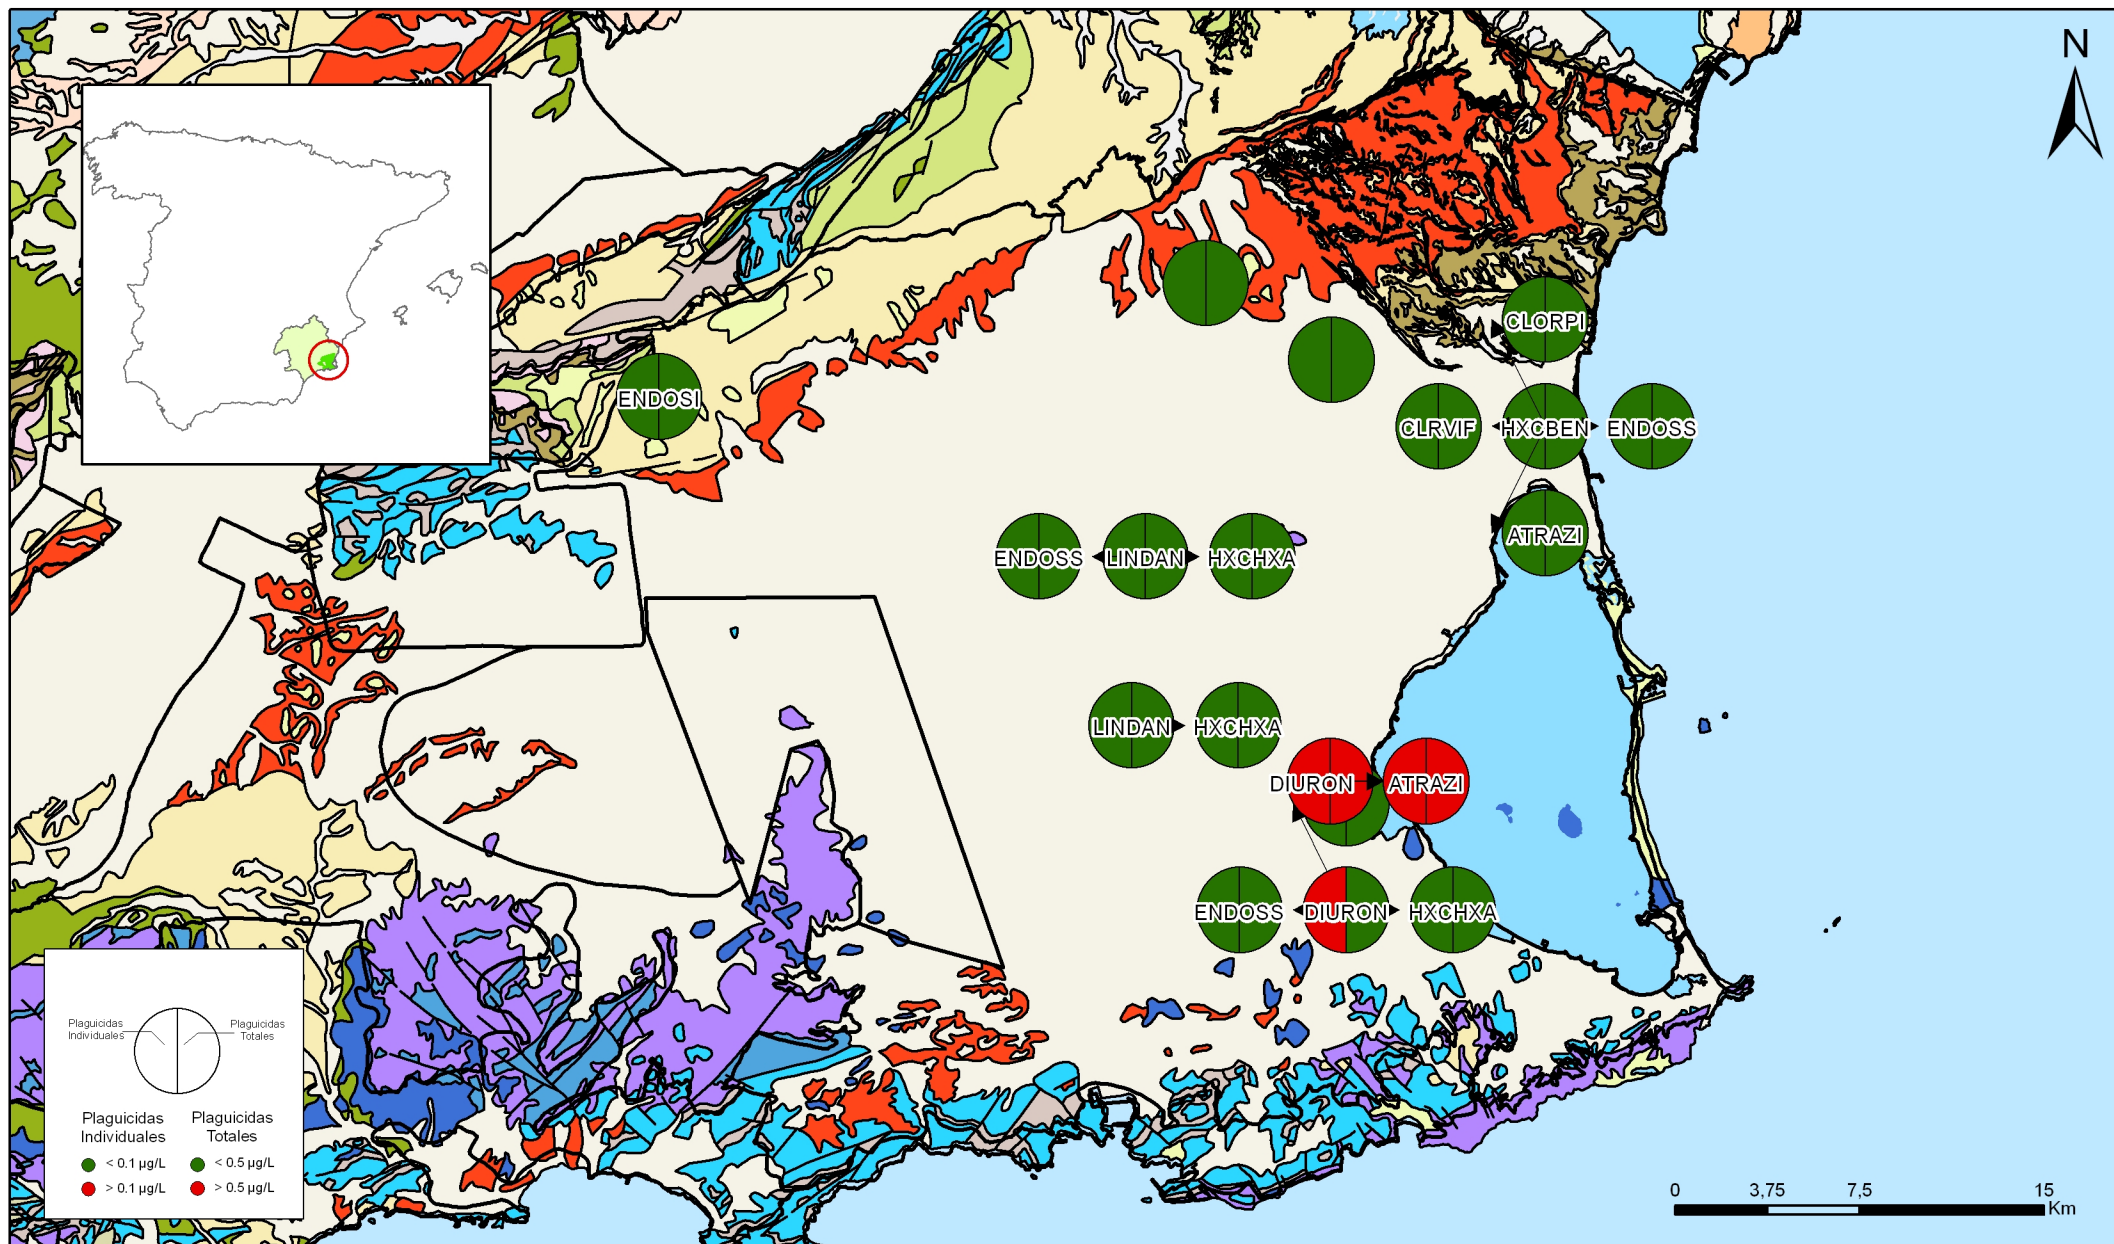 N
CLORPI
ENDOSI
CLRVIF
HXCBEN
ENDOSS
ATRAZI
ENDOSS
LINDAN
HXCHXA
LINDAN
HXCHXA
DIURON
ATRAZI
ENDOSS
DIURON
HXCHXA
Plaguicidas
Individuales
Plaguicidas
Totales
Plaguicidas
Individuales
Plaguicidas
Totales
< 0.1 µg/L
< 0.5 µg/L
> 0.1 µg/L
> 0.5 µg/L
0 3,75 7,5 15
Km